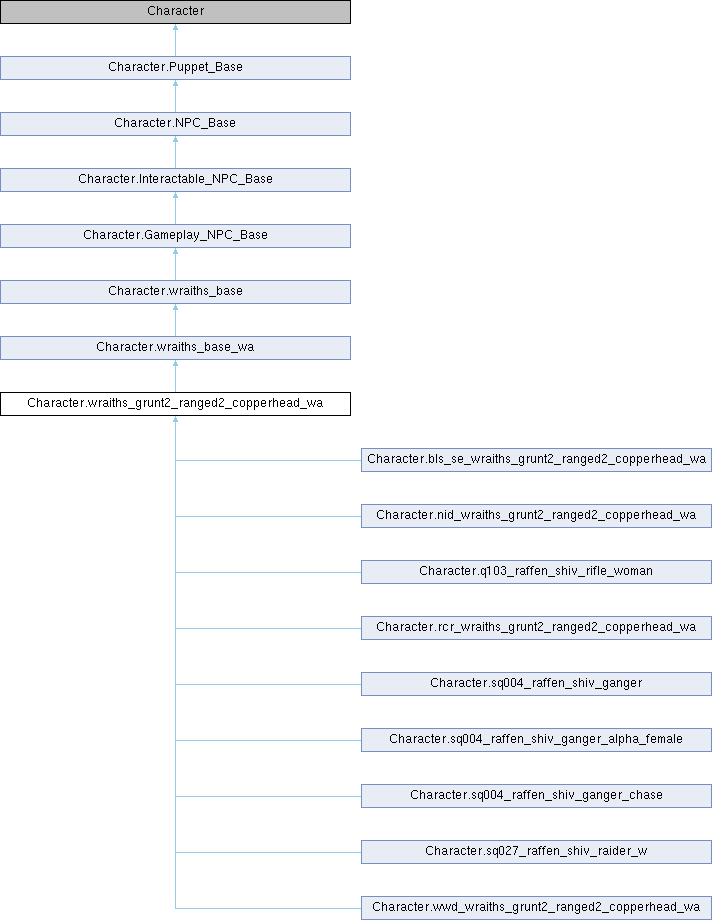 Character
Character.Puppet_Base
Character.NPC_Base
Character.Interactable_NPC_Base
Character.Gameplay_NPC_Base
Character.wraiths_base
Character.wraiths_base_wa
Character.wraiths_grunt2_ranged2_copperhead_wa
Character.bls_se_wraiths_grunt2_ranged2_copperhead_wa
Character.nid_wraiths_grunt2_ranged2_copperhead_wa
Character.q103_raffen_shiv_rifle_woman
Character.rcr_wraiths_grunt2_ranged2_copperhead_wa
Character.sq004_raffen_shiv_ganger
Character.sq004_raffen_shiv_ganger_alpha_female
Character.sq004_raffen_shiv_ganger_chase
Character.sq027_raffen_shiv_raider_w
Character.wwd_wraiths_grunt2_ranged2_copperhead_wa